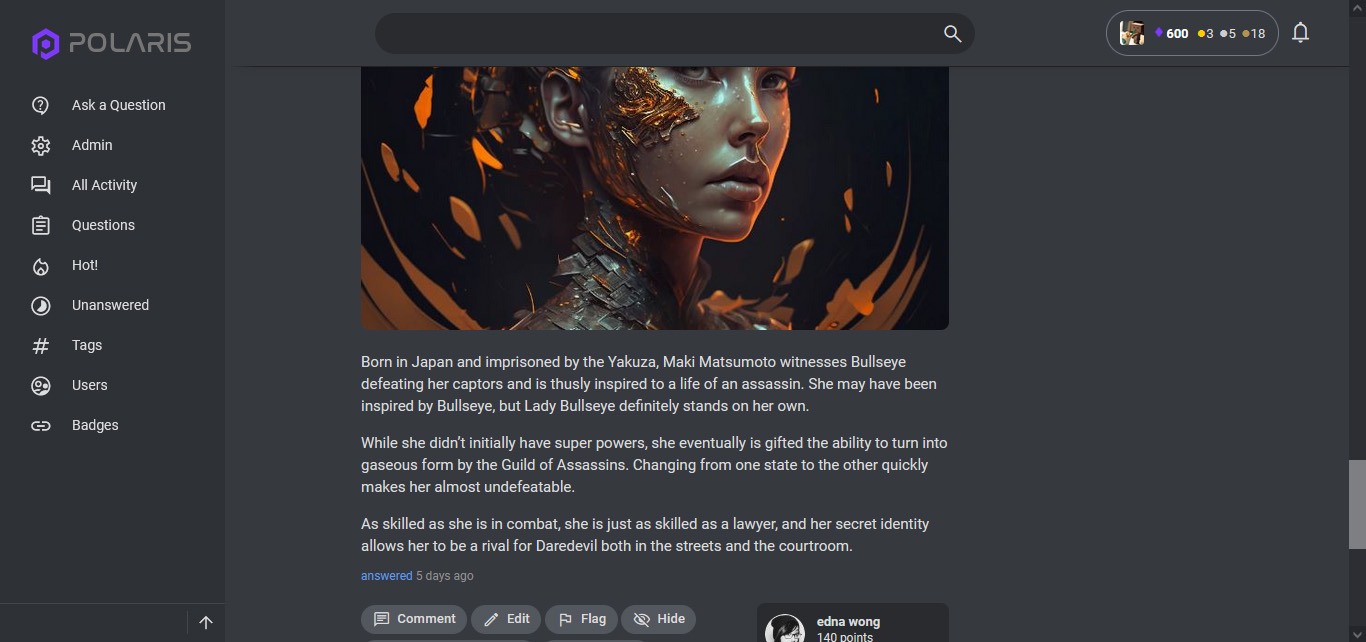 POLARIS
600 3 5 18
Ask a Question
Admin
All Activity
Questions
Hot!
Unanswered
Tags
Users
Badges
Born in Japan and imprisoned by the Yakuza, Maki Matsumoto witnesses Bullseye
defeating her captors and is thusly inspired to a life of an assassin. She may have been
inspired by Bullseye, but Lady Bullseye definitely stands on her own.
While she didn’t initially have super powers, she eventually is gifted the ability to turn into
gaseous form by the Guild of Assassins. Changing from one state to the other quickly
makes her almost undefeatable.
As skilled as she is in combat, she is just as skilled as a lawyer, and her secret identity
allows her to be a rival for Daredevil both in the streets and the courtroom.
answered 5 days ago
Comment Edit Flag Hide
edna wong
140 points